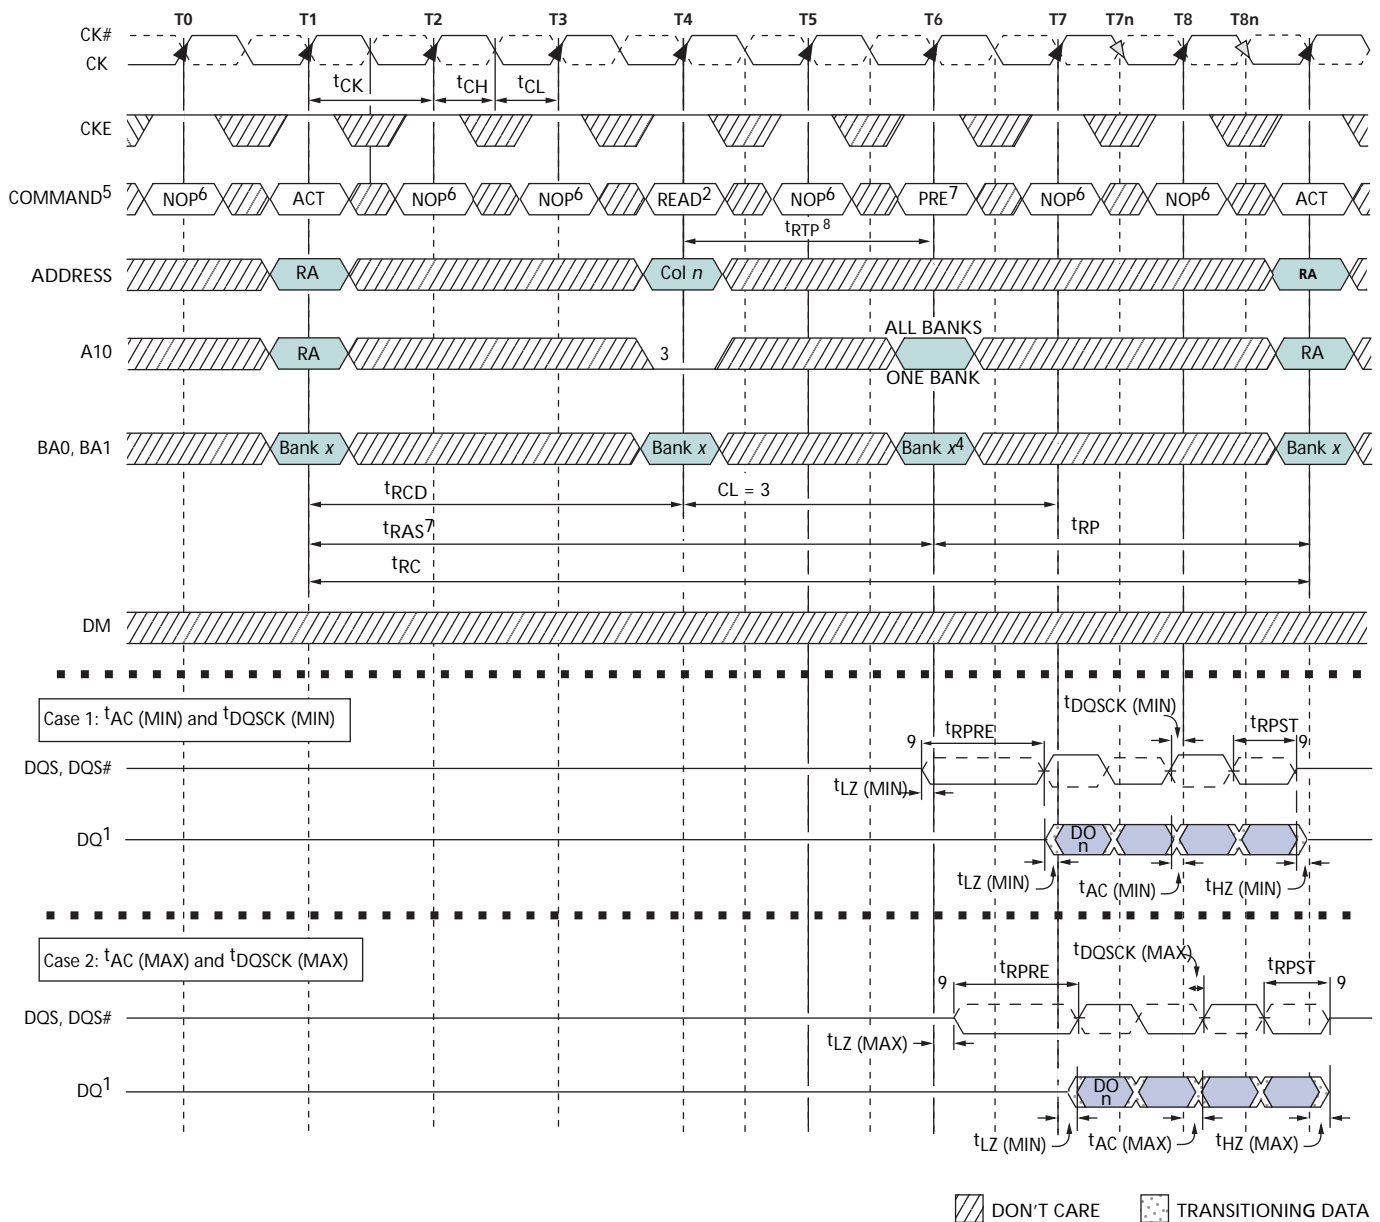 T0 T1 T2 T3 T4 T5 T6 T7 T7n T8 T8n
CK#
CK
tCK tCH tCL
CKE
COMMAND5 NOP6 ACT NOP6 NOP6 READ2 NOP6 PRE7 NOP6 NOP6 ACT
tRTP 8
ADDRESS RA Col n RA
ALL BANKS
A10 RA 3 RA
ONE BANK
BA0, BA1 Bank x Bank x Bank x4 Bank x
tRCD CL = 3
tRAS7 tRP
tRC
DM
Case 1: tAC (MIN) and tDQSCK (MIN)
tDQSCK (MIN)
9 tRPRE tRPST 9
DQS, DQS#
tLZ (MIN)
DQ1 DO n
tLZ (MIN) tAC (MIN) tHZ (MIN)
Case 2: tAC (MAX) and tDQSCK (MAX)
tDQSCK (MAX)
9 tRPRE tRPST 9
DQS, DQS#
tLZ (MAX)
DQ1 DO n
tLZ (MIN) tAC (MAX) tHZ (MAX)
DON'T CARE TRANSITIONING DATA